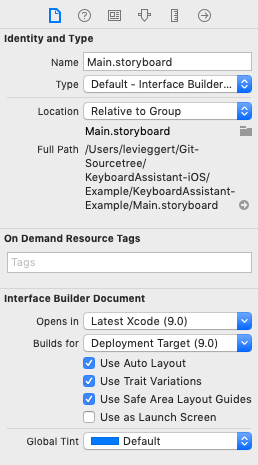 Identity and Type
Name Main.storyboard
Type Default - Interface Builder...
Location Relative to Group
Main.storyboard
Full Path /Users/levieggert/Git-
Sourcetree/
KeyboardAssistant-iOS/
Example/KeyboardAssistant-
Example/Main.storyboard
On Demand Resource Tags
Tags
Interface Builder Document
Opens in Latest Xcode (9.0)
Builds for Deployment Target (9.0)
Use Auto Layout
Use Trait Variations
Use Safe Area Layout Guides
Use as Launch Screen
Global Tint Default